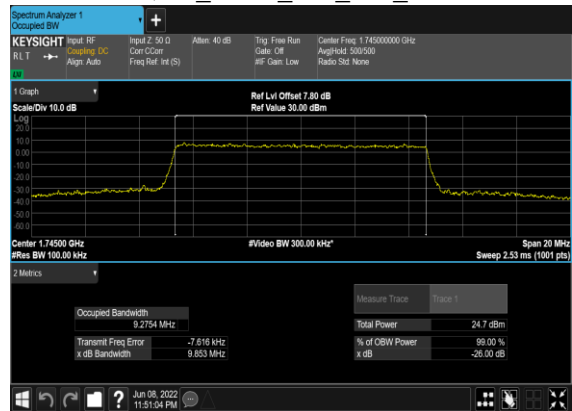 Spectrum Analyzer 1
Occupied BW
+
KEYSIGHT Input: RF Input Z: 50 Ω Atten: 40 dB Trig: Free Run Center Freq: 1.745000000 GHz
RLT Coupling: DC Corr CCorr Gate: Off Avg|Hold: 500/500
Align: Auto Freq Ref: Int (S) #IF Gain: Low Radio Std: None
LW
1 Graph Ref Lvl Offset 7.80 dB
Scale/Div 10.0 dB Ref Value 30.00 dBm
Log
20.0
10.0
0.00
-10.0
-20.0
-30.0
-40.0
-50.0
-60.0
Center 1.74500 GHz #Video BW 300.00 kHz* Span 20 MHz
#Res BW 100.00 kHz Sweep 2.53 ms (1001 pts)
2 Metrics
Measure Trace Trace 1
Occupied Bandwidth
9.2754 MHz Total Power 24.7 dBm
Transmit Freq Error -7.616 kHz % of OBW Power 99.00 %
x dB Bandwidth 9.853 MHz x dB -26.00 dB
? Jun 08, 2022
11:51:04 PM